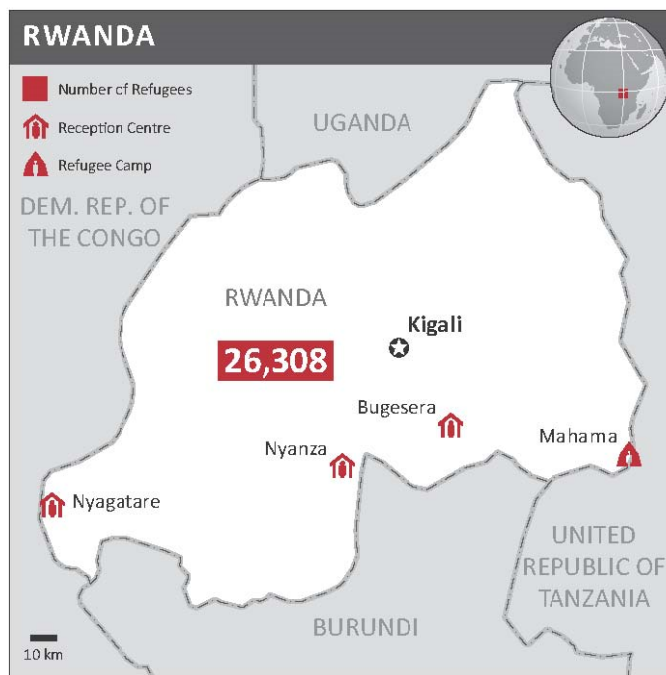 RWANDA
Number of Refugees
Reception Centre
Refugee Camp
UGANDA
DEM. REP. OF
THE CONGO
RWANDA
Kigali
26,308
Bugesera
Mahama
Nyanza
Nyagatare
UNITED
REPUBLIC OF
TANZANIA
BURUNDI
10 km